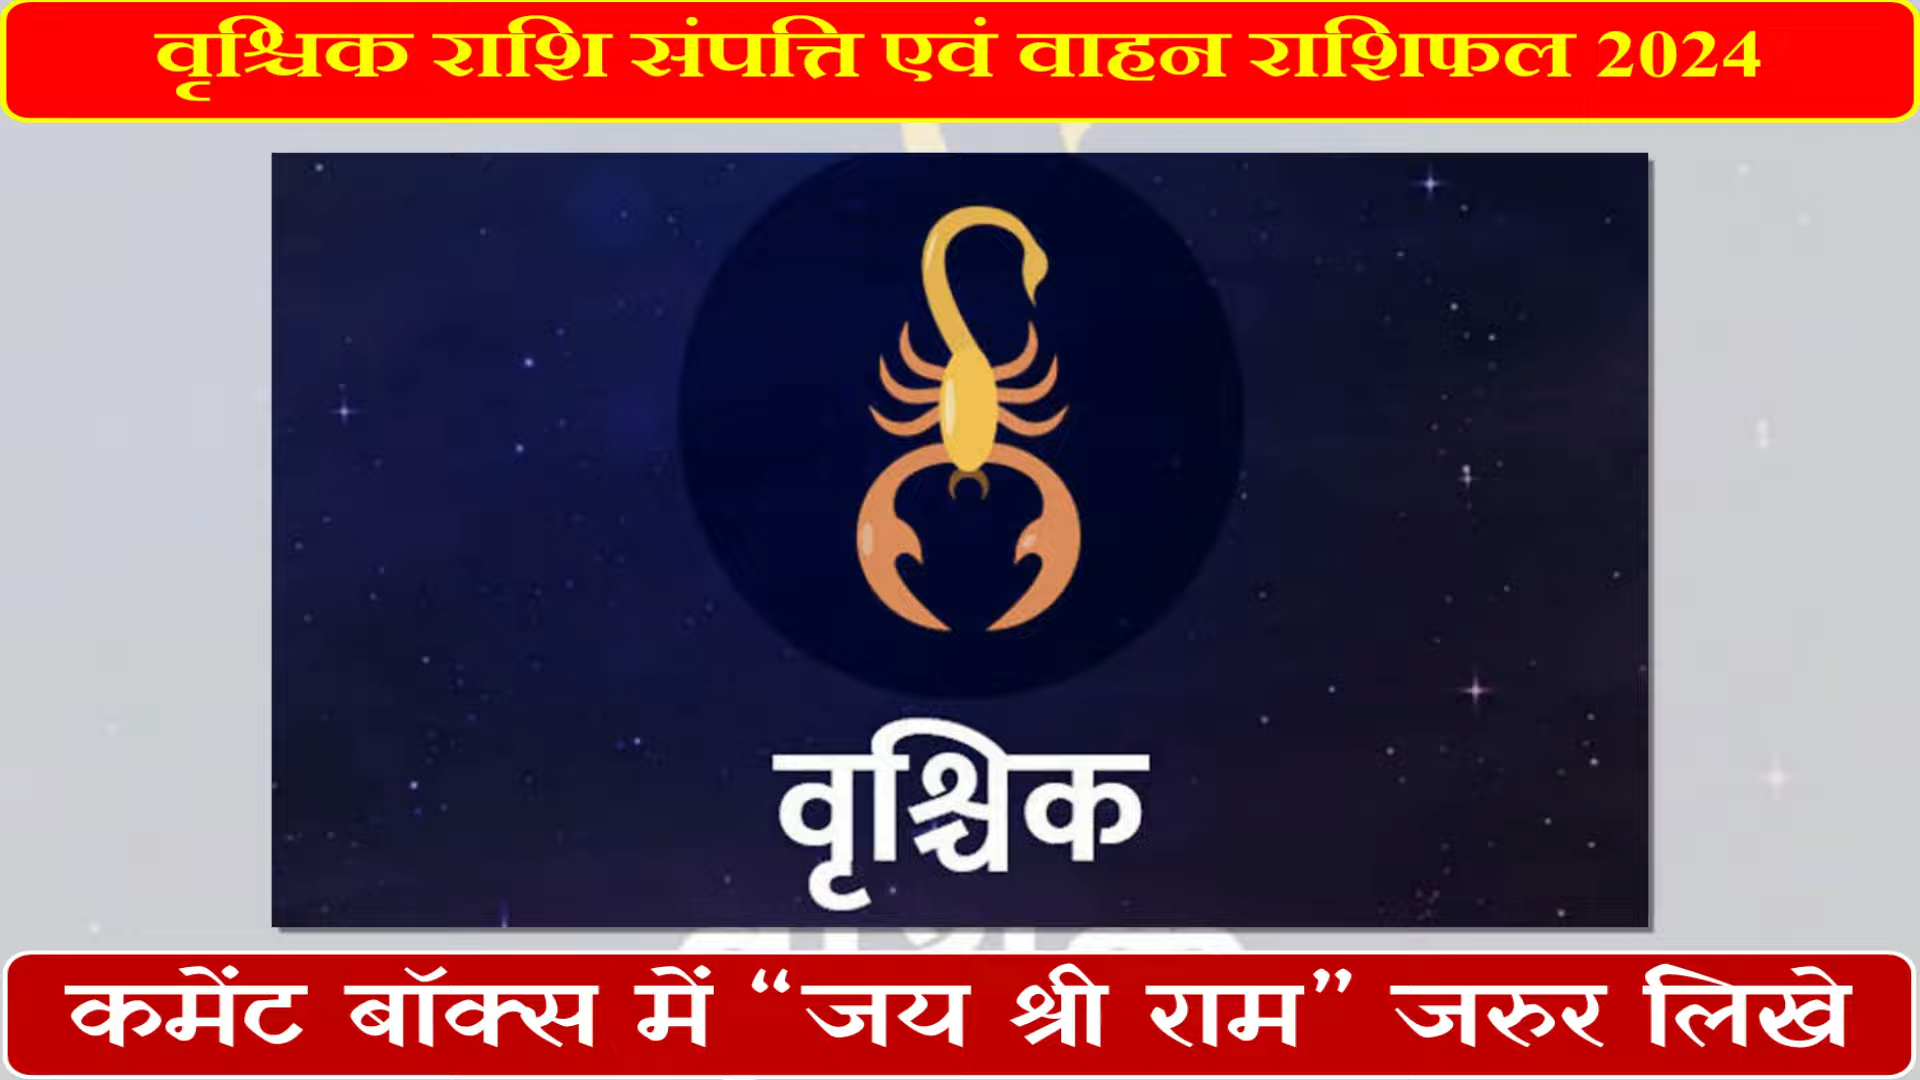 वृश्चिक राशि संपत्ति एवं वाहन राशिफल 2024
वृश्चिक
कमेंट बॉक्स में “जय श्री राम” जरुर लिखे